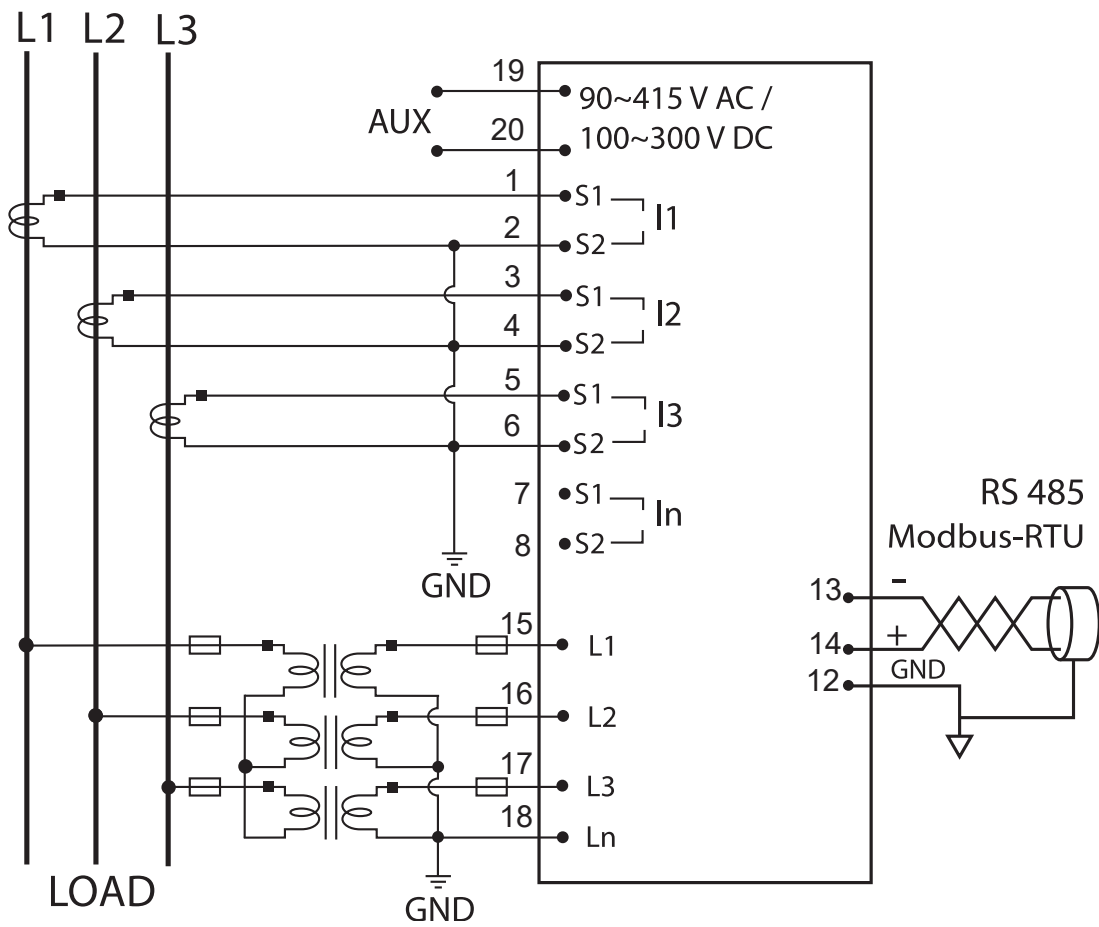 L1 L2 L3
AUX
19
20
90~415 V AC /
100~300 V DC
1
S1
I1
2
S2
3
S1
I2
4
S2
5
S1
I3
6
S2
7
S1
In
8
S2
GND
RS 485
Modbus-RTU
13
-
14
+
12
GND
15
L1
16
L2
17
L3
18
Ln
LOAD
GND